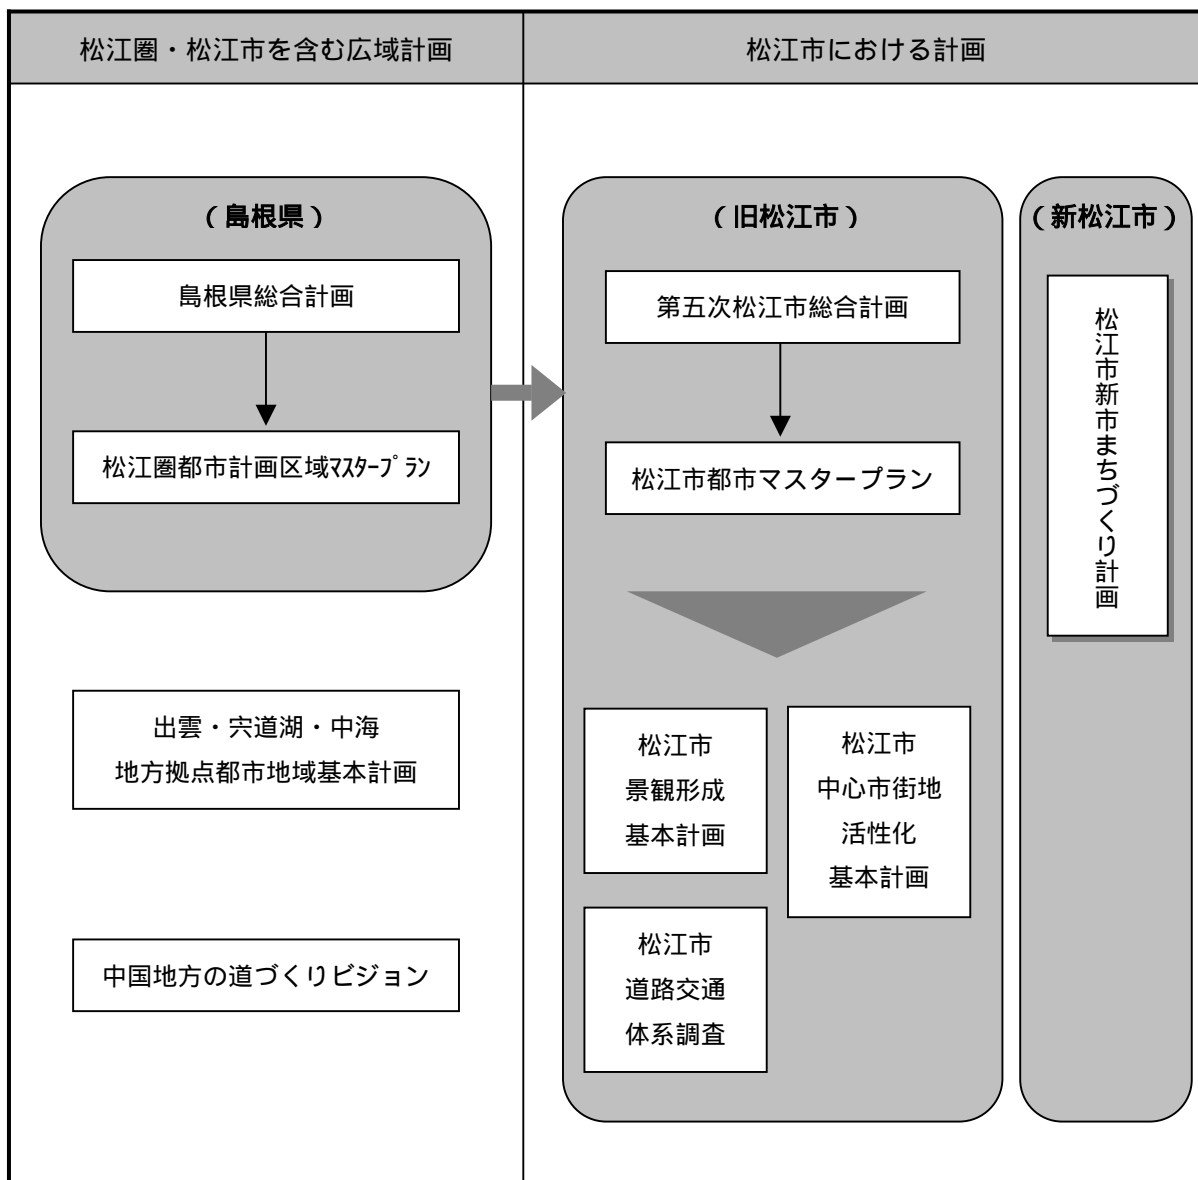 松江圏・松江市を含む広域計画
松江市における計画
（島根県）
島根県総合計画
松江圏都市計画区域ﾏｽﾀｰﾌﾟﾗﾝ
出雲・宍道湖・中海
地方拠点都市地域基本計画
中国地方の道づくりビジョン
（旧松江市）
第五次松江市総合計画
松江市都市マスタープラン
松江市
景観形成
基本計画
松江市
中心市街地
活性化
基本計画
松江市
道路交通
体系調査
（新松江市）
松江市新市まちづくり計画